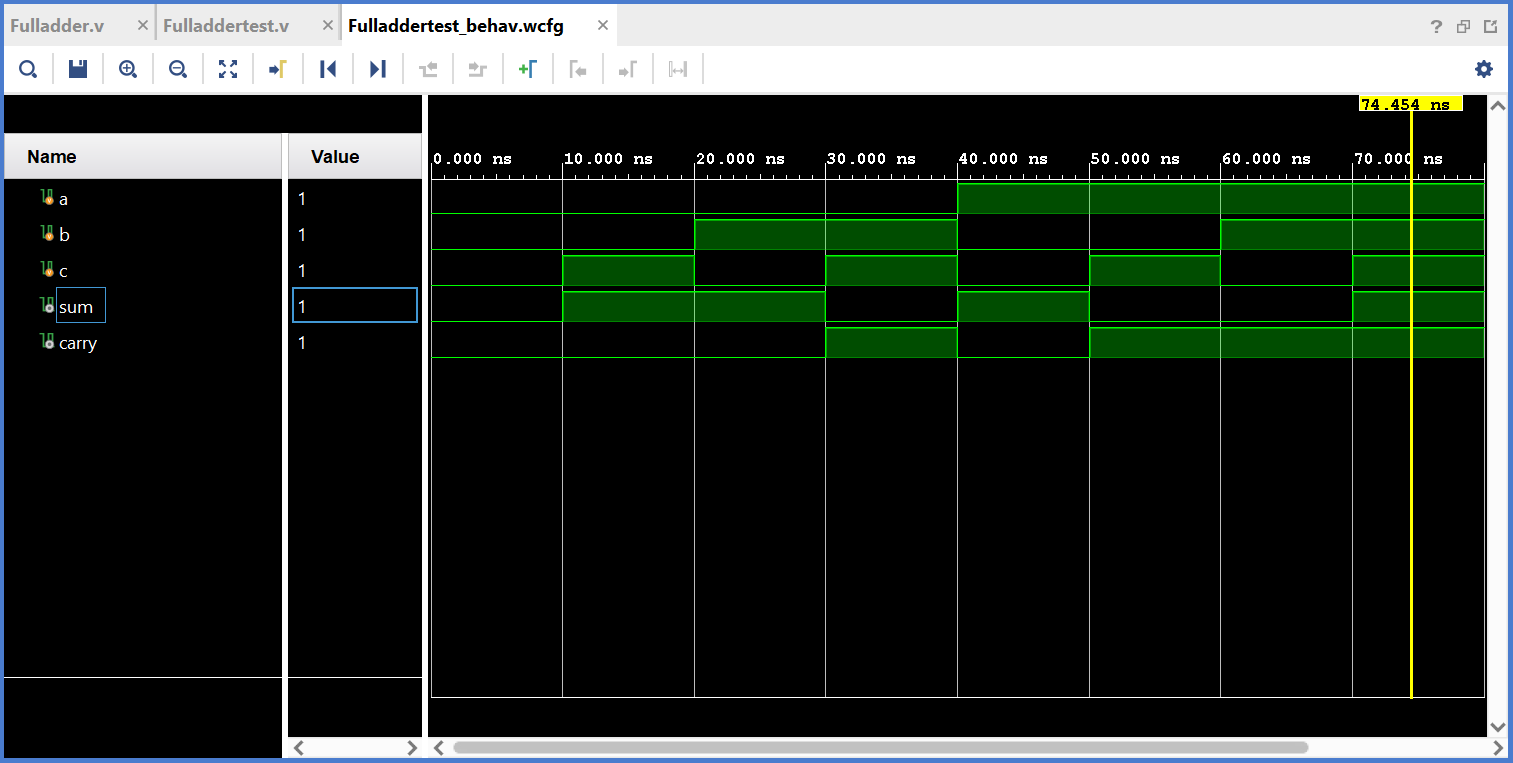 Fulladder.v Fulladdertest.v Fulladdertest_behav.wcfg
74.454 ns
Name Value 0.000 ns 10.000 ns 20.000 ns 30.000 ns 40.000 ns 50.000 ns 60.000 ns 70.000 ns
a 1
b 1
c 1
sum 1
carry 1